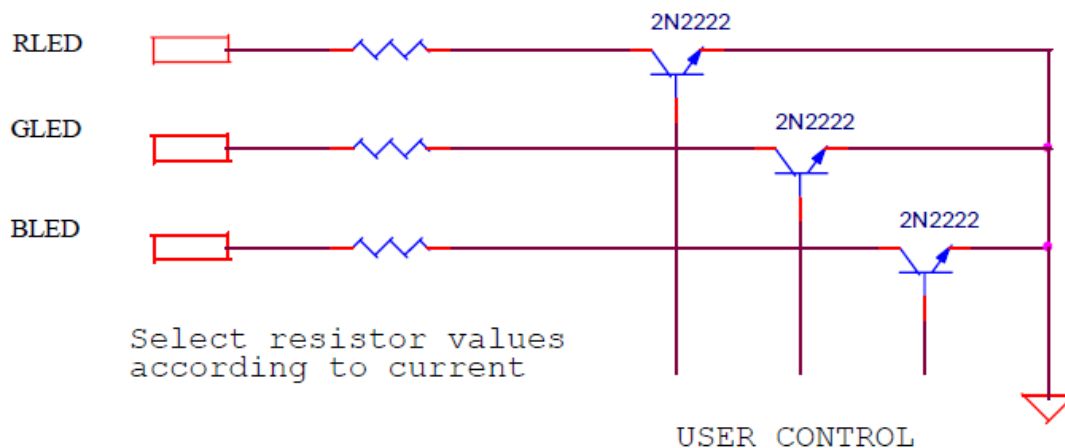 2N2222
RLED
2N2222
GLED
2N2222
BLED
Select resistor values
according to current
USER CONTROL